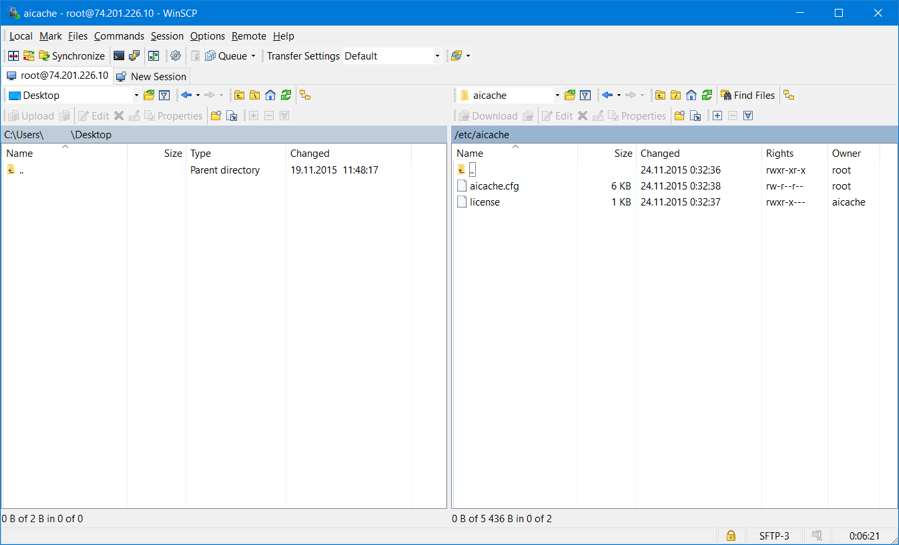 aicache - root@74.201.226.10 - WinSCP
Local Mark Files Commands Session Options Remote Help
Synchronize Queue Transfer Settings Default
root@74.201.226.10 New Session
Desktop
Upload Edit Properties
C:\Users\ \Desktop
Name Size Type Changed
.. Parent directory 19.11.2015 11:48:17
0 B of 2 B in 0 of 0
aicache Find Files
Download Edit Properties
/etc/aicache
Name Size Changed Rights Owner
.. 24.11.2015 0:32:36 rwxr-xr-x root
aicache.cfg 6 KB 24.11.2015 0:32:38 rw-r--r-- root
license 1 KB 24.11.2015 0:32:37 rwxr-x--- aicache
0 B of 5 436 B in 0 of 2
SFTP-3 0:06:21